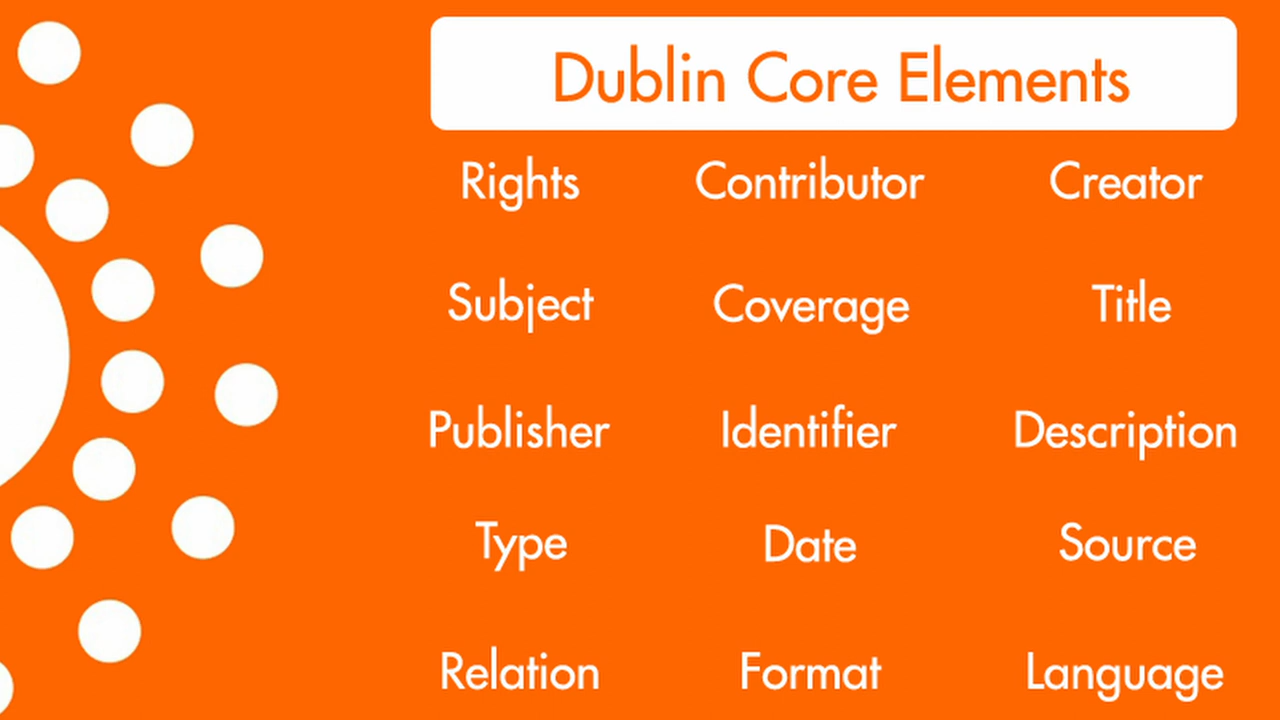 Dublin Core Elements
Rights Contributor Creator
Subject Coverage Title
Publisher Identifier Description
Type Date Source
Relation Format Language